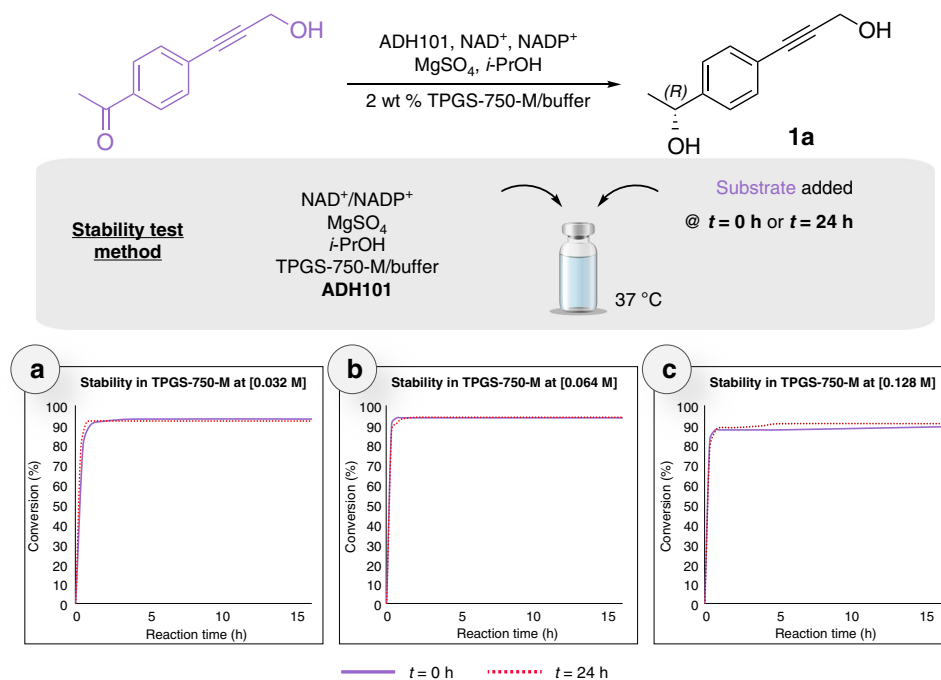 OH
O
ADH101, NAD⁺, NADP⁺
MgSO₄, i-PrOH
2 wt % TPGS-750-M/buffer
OH
(R)
OH
1a
Stability test
method
NAD⁺/NADP⁺
MgSO₄
i-PrOH
TPGS-750-M/buffer
ADH101
37 °C
Substrate added
@ t = 0 h or t = 24 h
a
Stability in TPGS-750-M at [0.032 M]
Conversion (%)
100
90
80
70
60
50
40
30
20
10
0
0 5 10 15
Reaction time (h)
b
Stability in TPGS-750-M at [0.064 M]
Conversion (%)
100
90
80
70
60
50
40
30
20
10
0
0 5 10 15
Reaction time (h)
c
Stability in TPGS-750-M at [0.128 M]
Conversion (%)
100
90
80
70
60
50
40
30
20
10
0
0 5 10 15
Reaction time (h)
t = 0 h t = 24 h